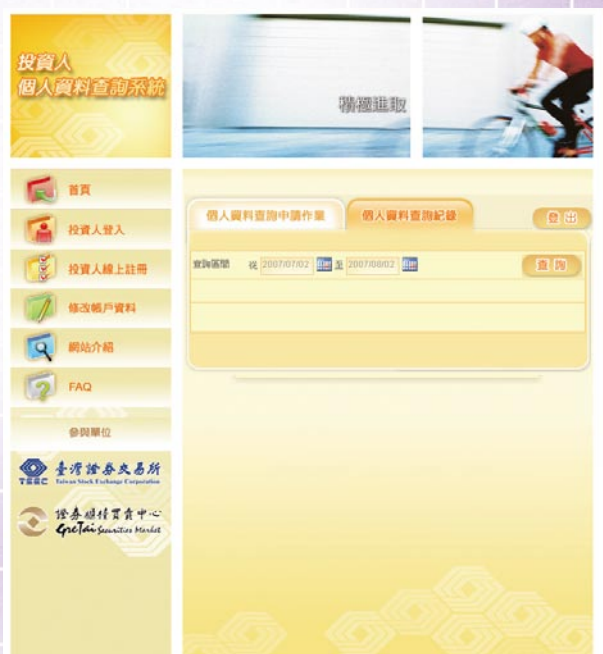 投資人
個人資料查詢系統
積極進取
首頁
投資人登入
投資人線上註冊
修改帳戶資料
網站介紹
FAQ
參與單位
TSEC 臺灣證券交易所
Taiwan Stock Exchange Corporation
證券櫃檯買賣中心
GreTai Securities Market
個人資料查詢申請作業 個人資料查詢紀錄 登出
查詢區間 從 2007/07/02 至 2007/08/02 查詢